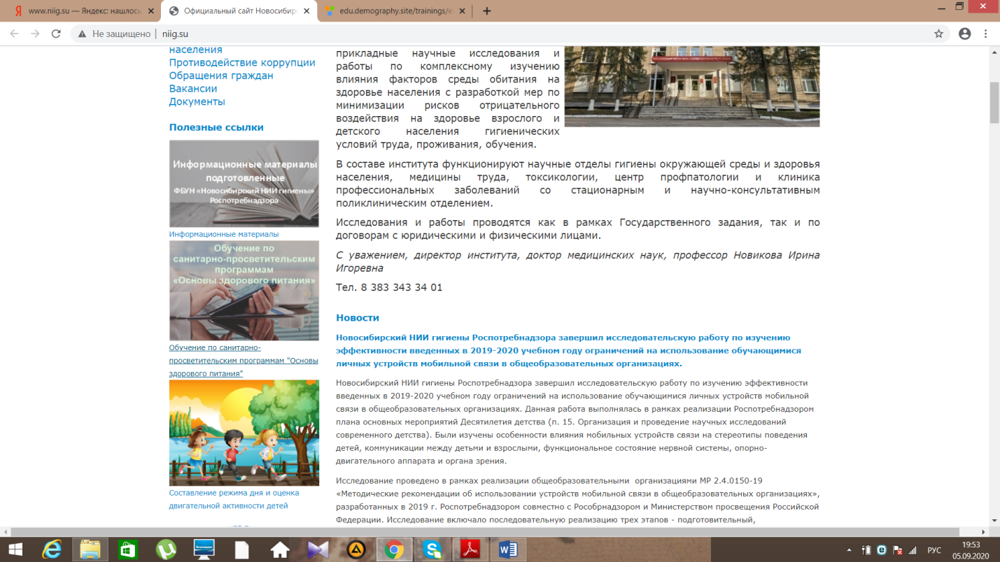 www.niig.su — Яндекс: нашлось
Официальный сайт Новосибир
edu.demography.site/trainings/e
Не защищено
niig.su
населения
Противодействие коррупции
Обращения граждан
Вакансии
Документы
Полезные ссылки
Информационные материалы
подготовленные
ФБУН «Новосибирский НИИ гигиены»
Роспотребнадзора
Информационные материалы
Обучение по
санитарно-просветительским
программам
«Основы здорового питания»
Обучение по санитарно-
просветительским программам "Основы
здорового питания"
Составление режима дня и оценка
двигательной активности детей
прикладные научные исследования и
работы по комплексному изучению
влияния факторов среды обитания на
здоровье населения с разработкой мер по
минимизации рисков отрицательного
воздействия на здоровье взрослого и
детского населения гигиенических
условий труда, проживания, обучения.
В составе института функционируют научные отделы гигиены окружающей среды и здоровья
населения, медицины труда, токсикологии, центр профпатологии и клиника
профессиональных заболеваний со стационарным и научно-консультативным
поликлиническим отделением.
Исследования и работы проводятся как в рамках Государственного задания, так и по
договорам с юридическими и физическими лицами.
С уважением, директор института, доктор медицинских наук, профессор Новикова Ирина
Игоревна
Тел. 8 383 343 34 01
Новости
Новосибирский НИИ гигиены Роспотребнадзора завершил исследовательскую работу по изучению
эффективности введенных в 2019-2020 учебном году ограничений на использование обучающимися
личных устройств мобильной связи в общеобразовательных организациях.
Новосибирский НИИ гигиены Роспотребнадзора завершил исследовательскую работу по изучению эффективности
введенных в 2019-2020 учебном году ограничений на использование обучающимися личных устройств мобильной
связи в общеобразовательных организациях. Данная работа выполнялась в рамках реализации Роспотребнадзором
плана основных мероприятий Десятилетия детства (п. 15. Организация и проведение научных исследований
современного детства). Были изучены особенности влияния мобильных устройств связи на стереотипы поведения
детей, коммуникации между детьми и взрослыми, функциональное состояние нервной системы, опорно-
двигательного аппарата и органа зрения.
Исследование проведено в рамках реализации общеобразовательными организациями МР 2.4.0150-19
«Методические рекомендации об использовании устройств мобильной связи в общеобразовательных организациях»,
разработанных в 2019 г. Роспотребнадзором совместно с Рособрнадзором и Министерством просвещения Российской
Федерации. Исследование включало последовательную реализацию трех этапов - подготовительный,
РУС
19:53
05.09.2020